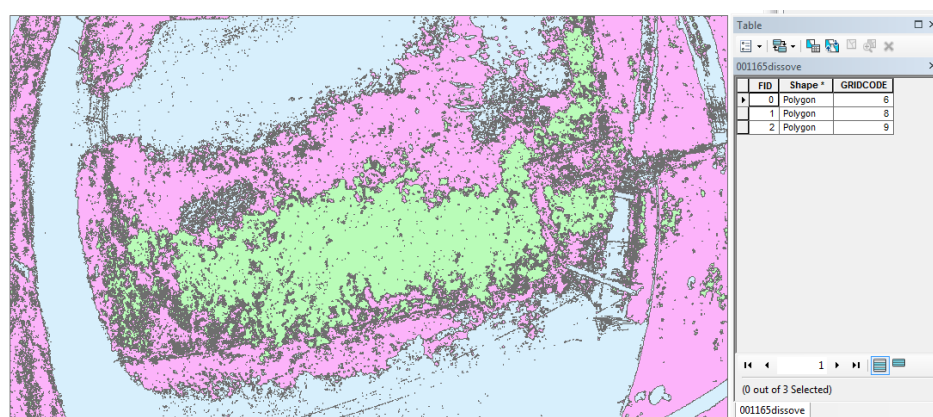 Table
001165dissove
FID Shape * GRIDCODE
0 Polygon 6
1 Polygon 8
2 Polygon 9
1
(0 out of 3 Selected)
001165dissove